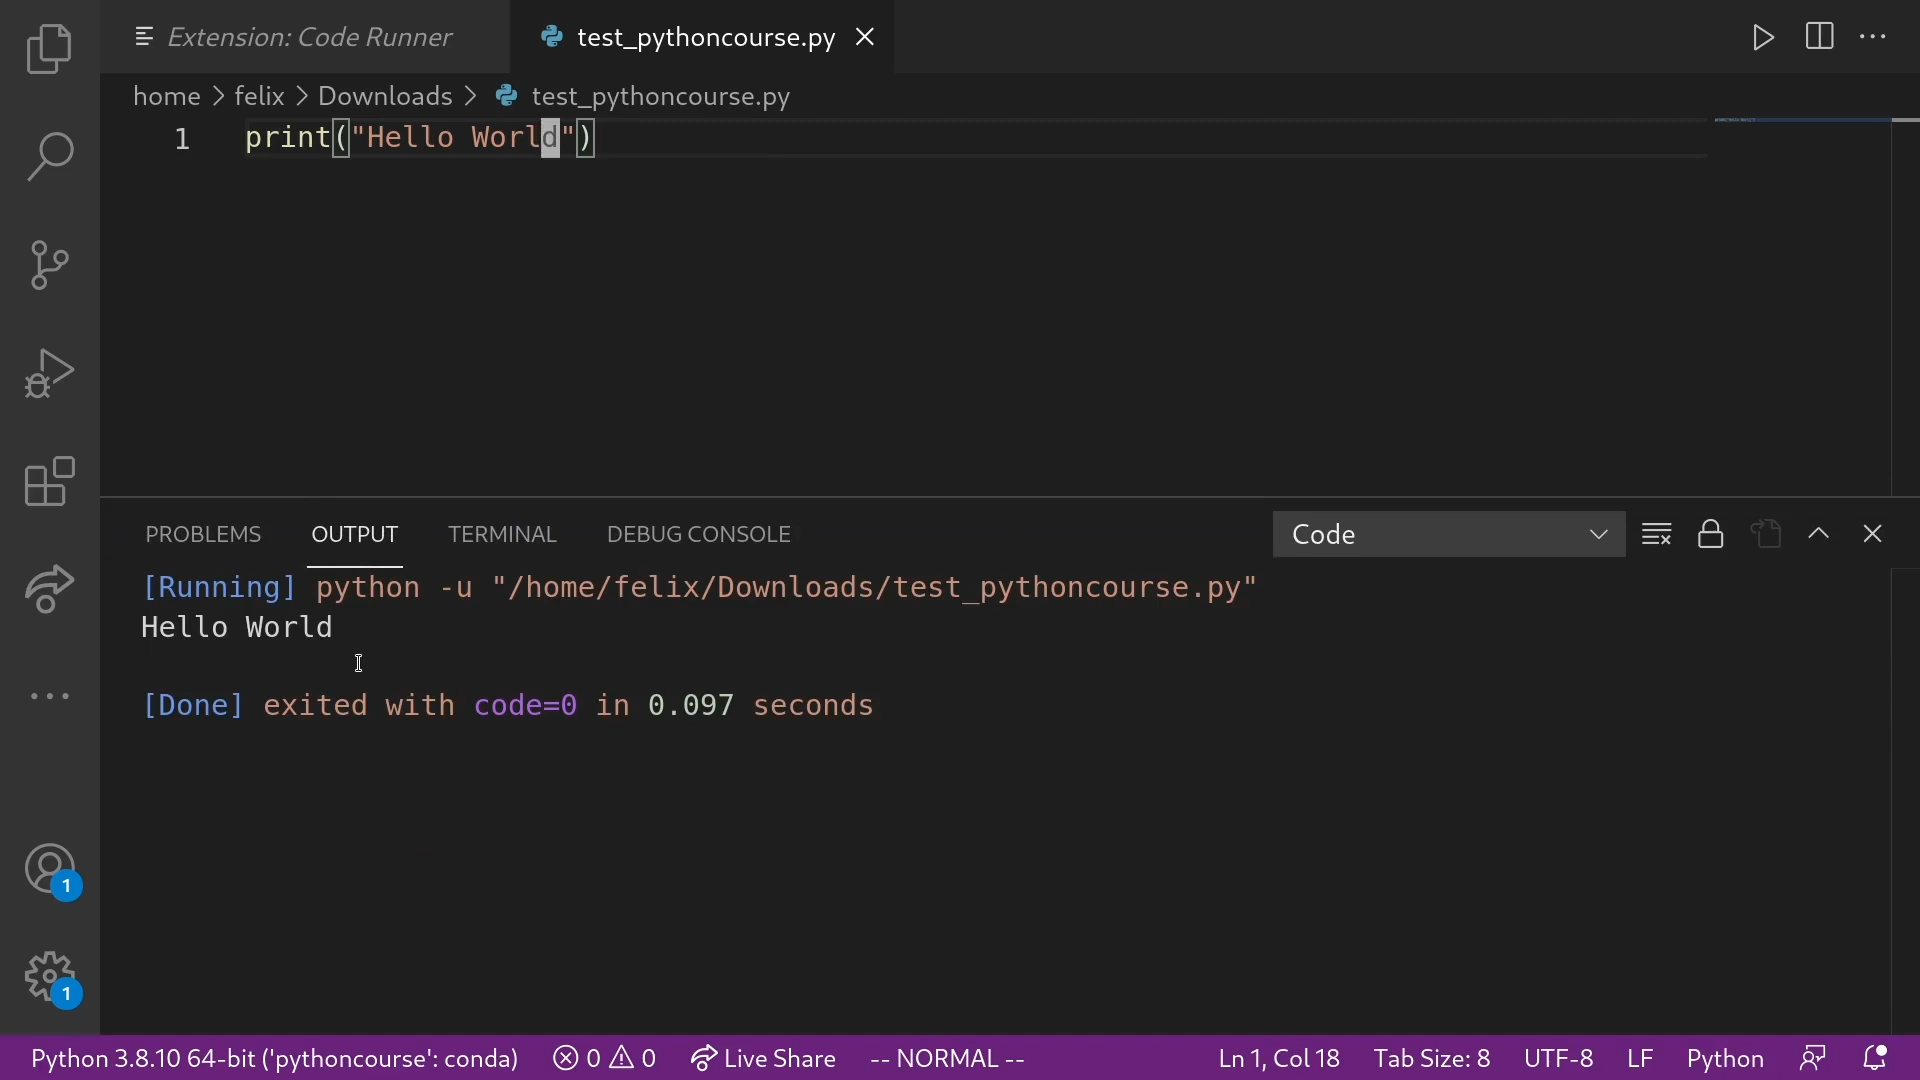 Extension: Code Runner test_pythoncourse.py
home > felix > Downloads > test_pythoncourse.py
1 print("Hello World")
PROBLEMS OUTPUT TERMINAL DEBUG CONSOLE Code
[Running] python -u "/home/felix/Downloads/test_pythoncourse.py"
Hello World
[Done] exited with code=0 in 0.097 seconds
1
1
Python 3.8.10 64-bit ('pythoncourse': conda) 0 0 Live Share -- NORMAL -- Ln 1, Col 18 Tab Size: 8 UTF-8 LF Python